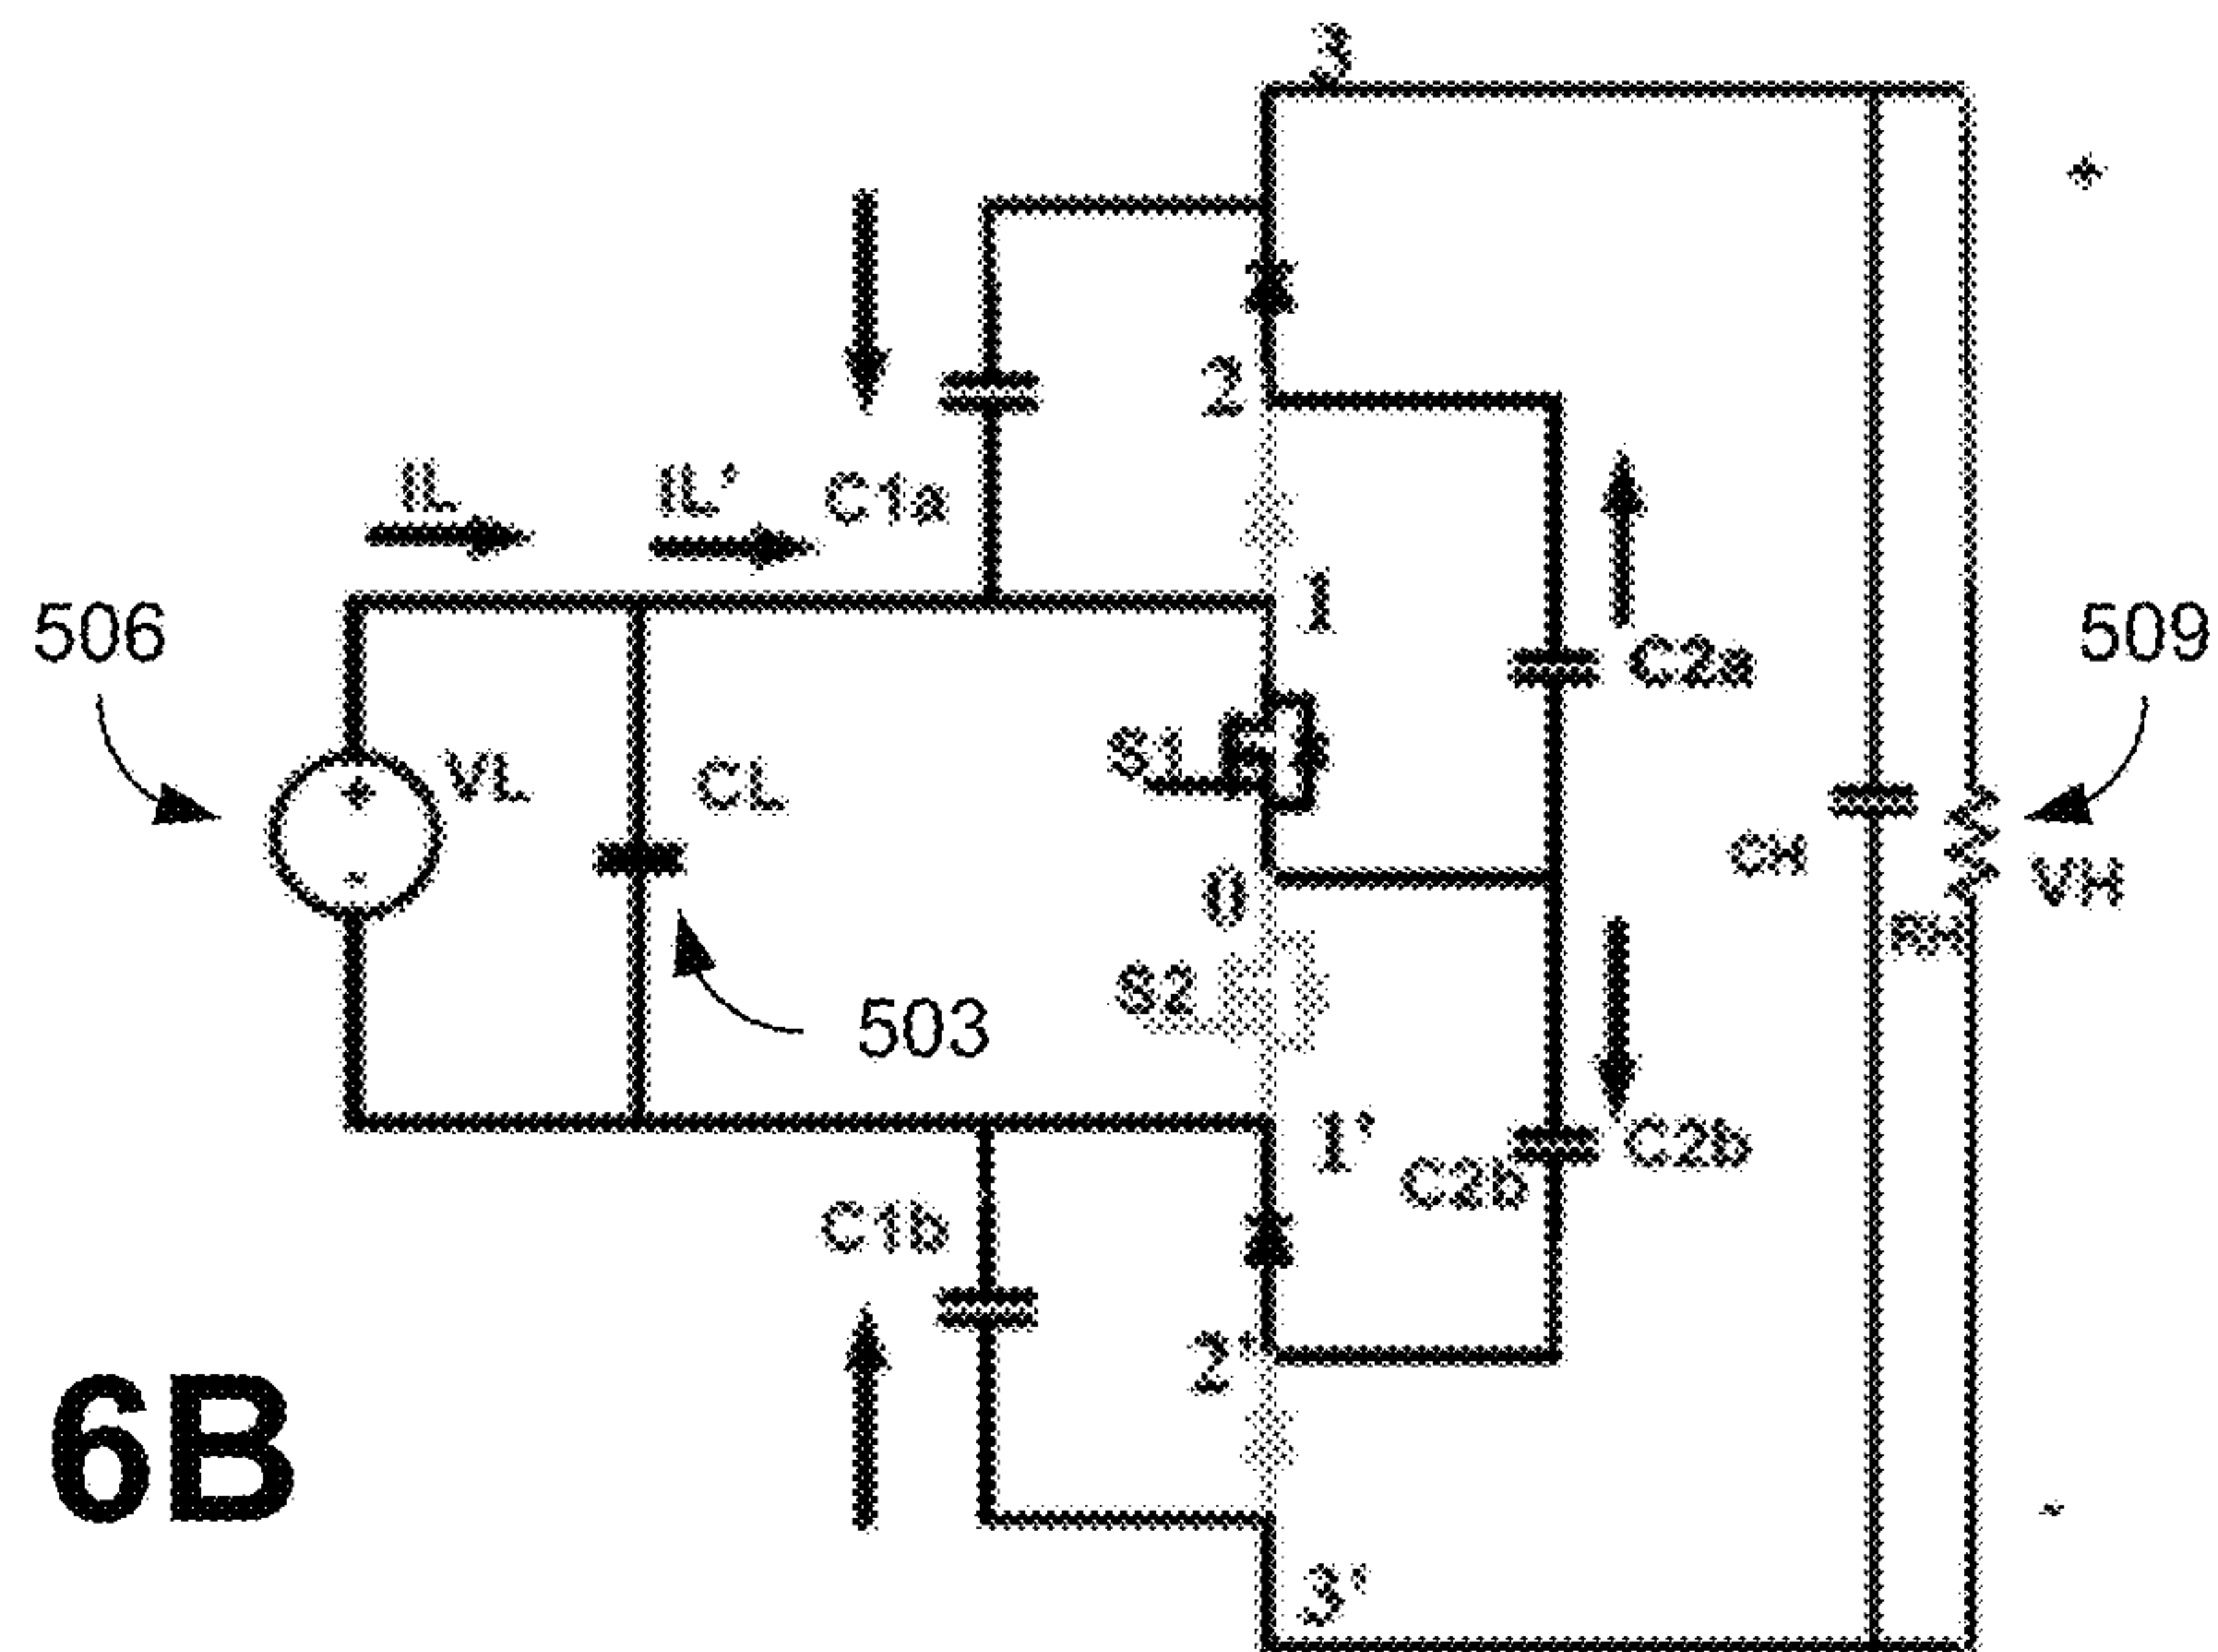 3
+
2
IL IL' C1a
1
506 509
C2a
VL S1
+ CL
CH
- 0 VH
RH
S2
503
1'
C2b
C2b
C1b
2'
6B
-
3'